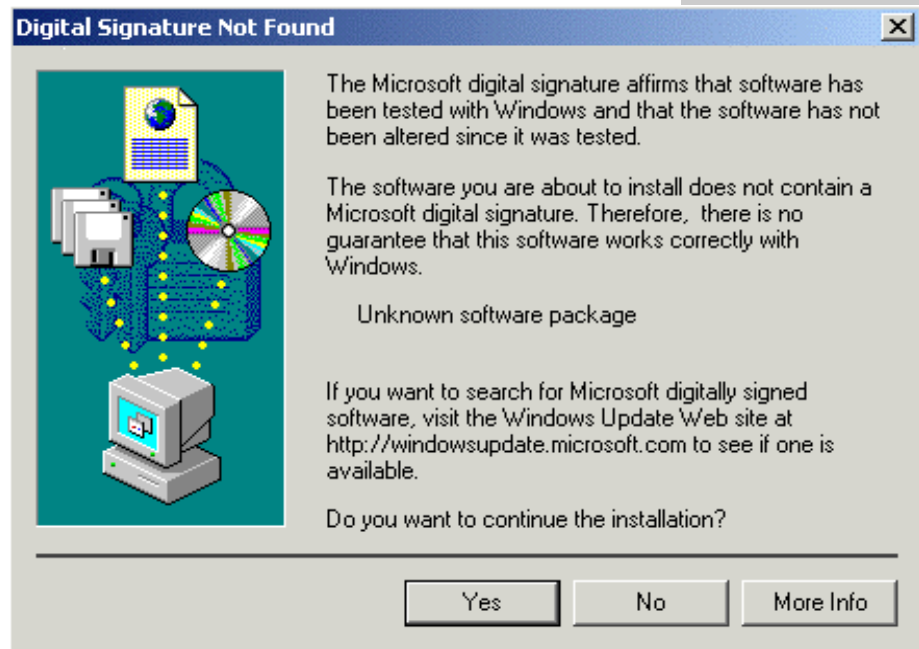 Digital Signature Not Found
The Microsoft digital signature affirms that software has
been tested with Windows and that the software has not
been altered since it was tested.
The software you are about to install does not contain a
Microsoft digital signature. Therefore,  there is no
guarantee that this software works correctly with
Windows.
Unknown software package
If you want to search for Microsoft digitally signed
software, visit the Windows Update Web site at
http://windowsupdate.microsoft.com to see if one is
available.
Do you want to continue the installation?
Yes No More Info